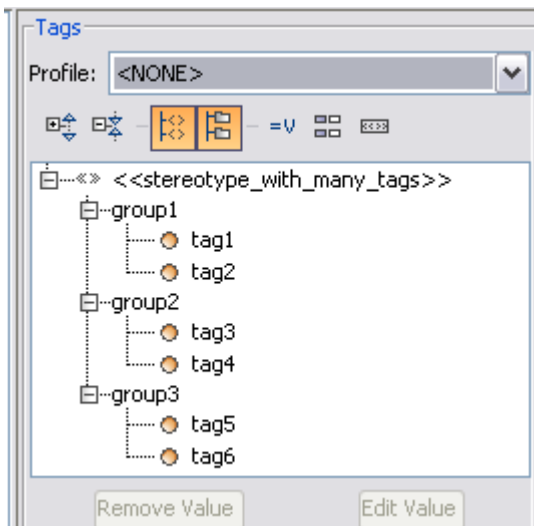 Tags
Profile: <NONE>
=V
«» <<stereotype_with_many_tags>>
group1
tag1
tag2
group2
tag3
tag4
group3
tag5
tag6
Remove Value Edit Value